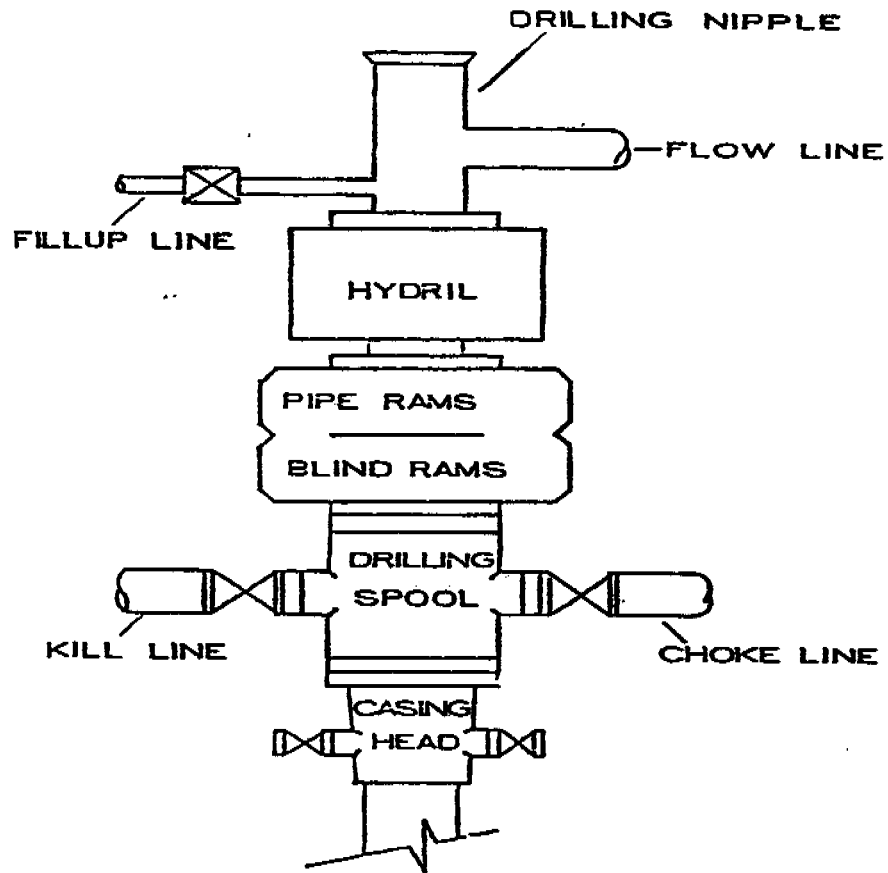 DRILLING NIPPLE
FLOW LINE
FILLUP LINE
HYDRIL
PIPE RAMS
BLIND RAMS
DRILLING
SPOOL
KILL LINE
CHOKE LINE
CASING
HEAD